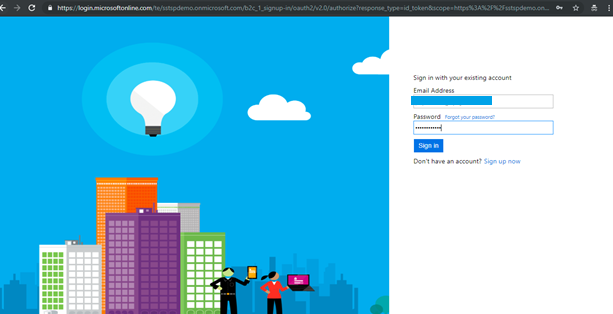 https://login.microsoftonline.com/te/sstspdemo.onmicrosoft.com/b2c_1_signup-in/oauth2/v2.0/authorize?response_type=id_token&scope=https%3A%2F%2Fsstspdemo.on...
Sign in with your existing account
Email Address
Password Forgot your password?
Sign in
Don't have an account? Sign up now